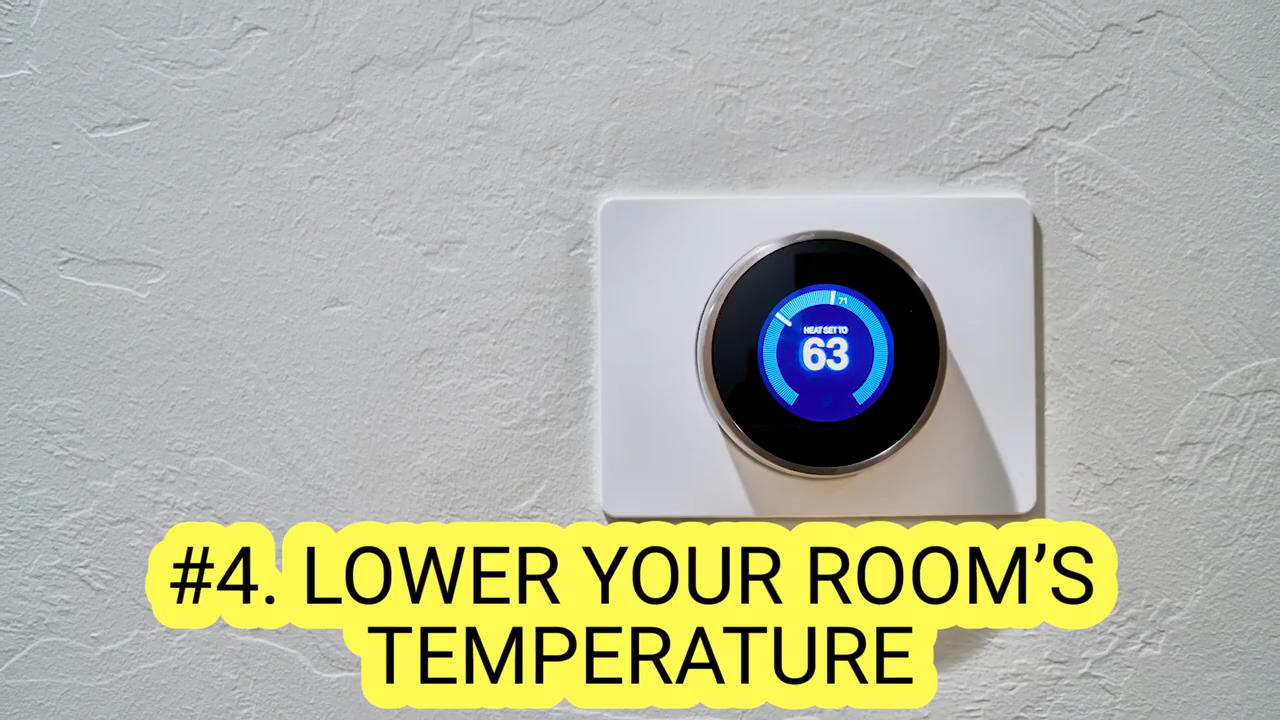 71
HEAT SET TO
63
#4. LOWER YOUR ROOM’S
TEMPERATURE